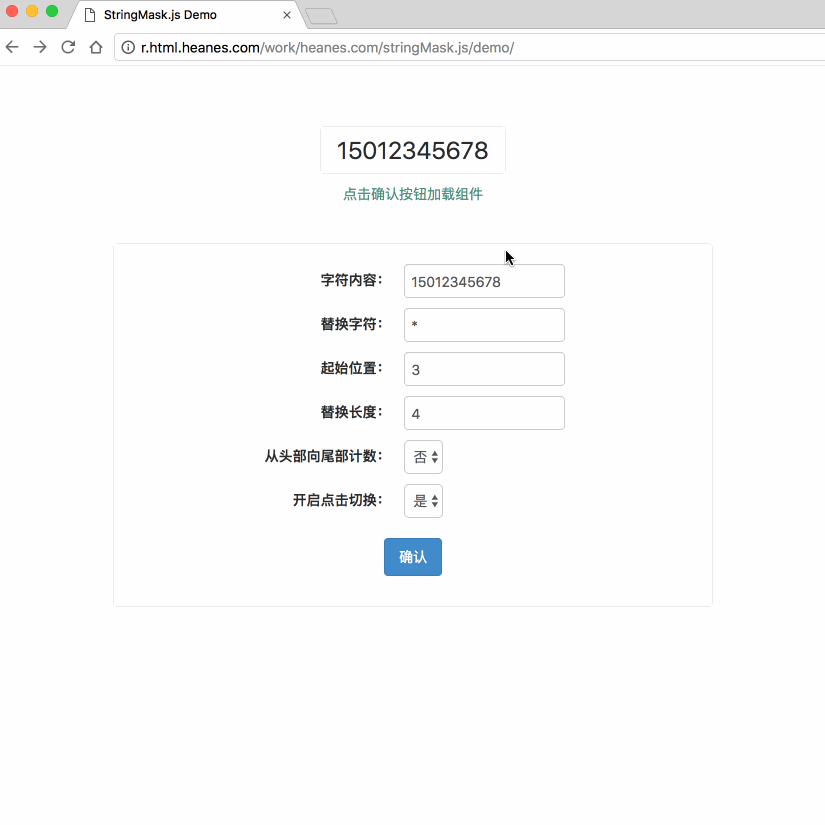 StringMask.js Demo
r.html.heanes.com/work/heanes.com/stringMask.js/demo/
15012345678
点击确认按钮加载组件
字符内容： 15012345678
替换字符： *
起始位置： 3
替换长度： 4
从头部向尾部计数： 否
开启点击切换： 是
确认